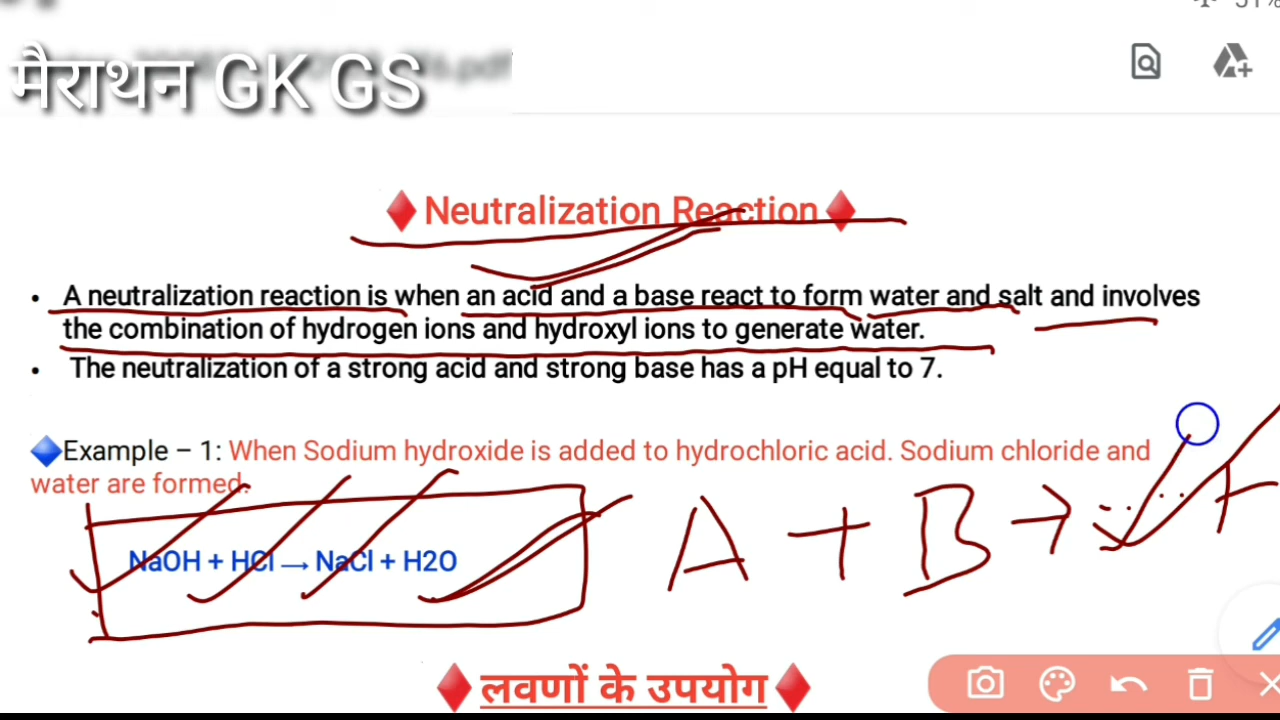 51%
मैराथन GK GS
♦Neutralization Reaction♦
• A neutralization reaction is when an acid and a base react to form water and salt and involves
the combination of hydrogen ions and hydroxyl ions to generate water.
• The neutralization of a strong acid and strong base has a pH equal to 7.
🔷Example – 1: When Sodium hydroxide is added to hydrochloric acid. Sodium chloride and
water are formed.
NaOH + HCl → NaCl + H2O
A + B →
♦लवणों के उपयोग♦